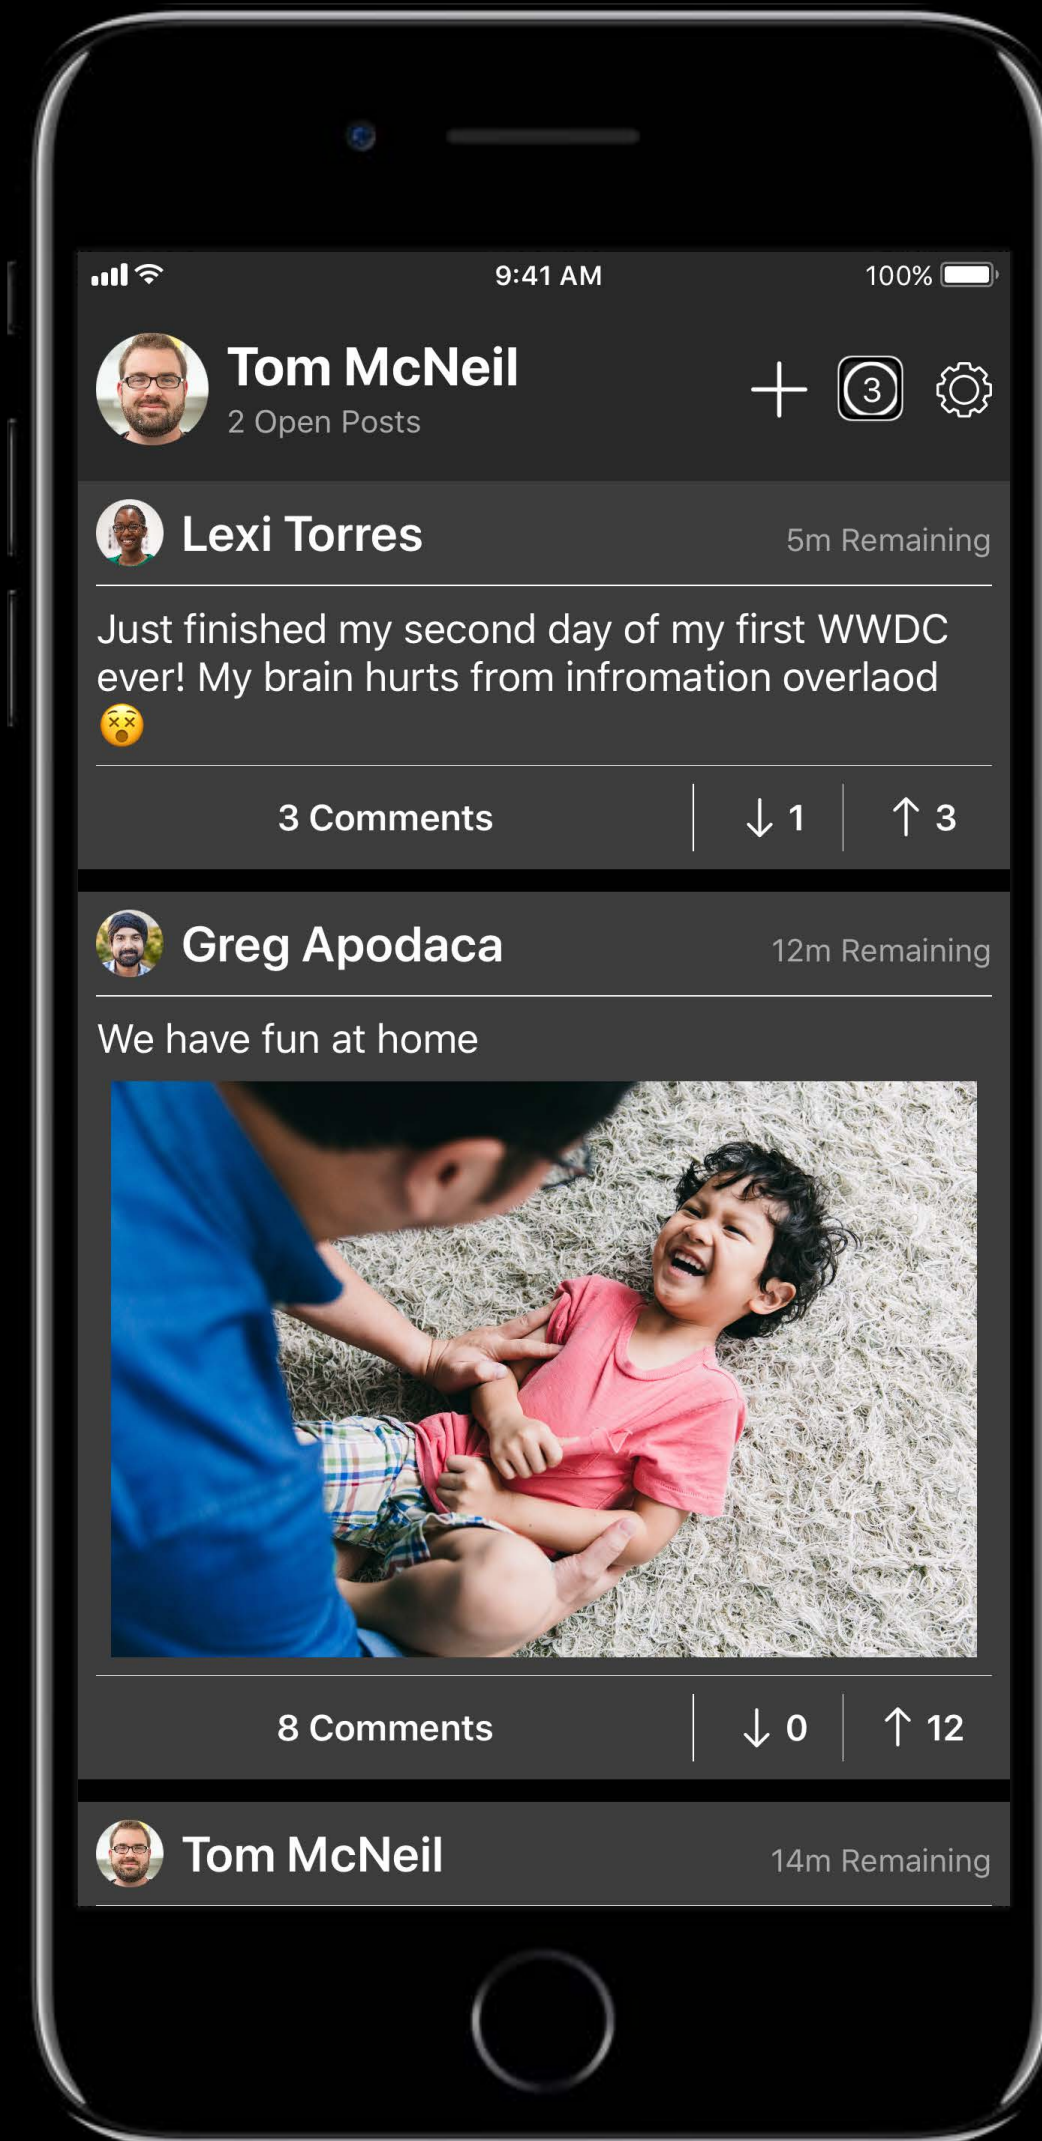 9:41 AM 100%
Tom McNeil
2 Open Posts
3
Lexi Torres
5m Remaining
Just finished my second day of my first WWDC
ever! My brain hurts from infromation overlaod
😵
3 Comments ↓ 1 ↑ 3
Greg Apodaca
12m Remaining
We have fun at home
8 Comments ↓ 0 ↑ 12
Tom McNeil
14m Remaining